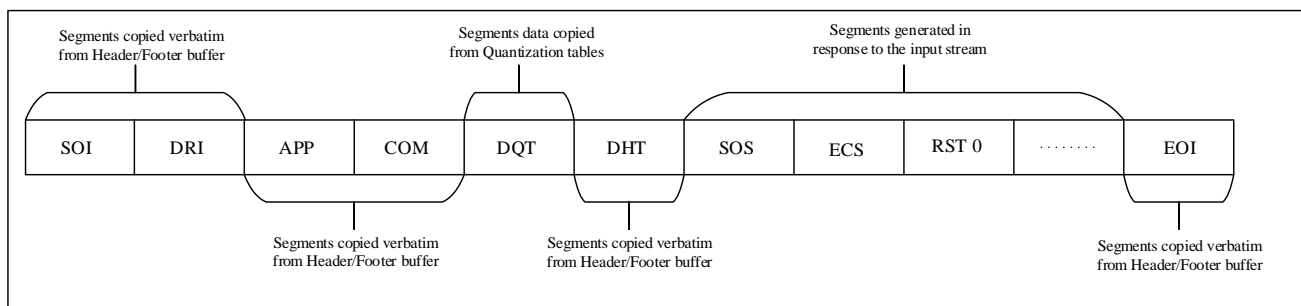 Segments copied verbatim
from Header/Footer buffer
Segments data copied
from Quantization tables
Segments generated in
response to the input stream
SOI
DRI
APP
COM
DQT
DHT
SOS
ECS
RST 0
........
EOI
Segments copied verbatim
from Header/Footer buffer
Segments copied verbatim
from Header/Footer buffer
Segments copied verbatim
from Header/Footer buffer